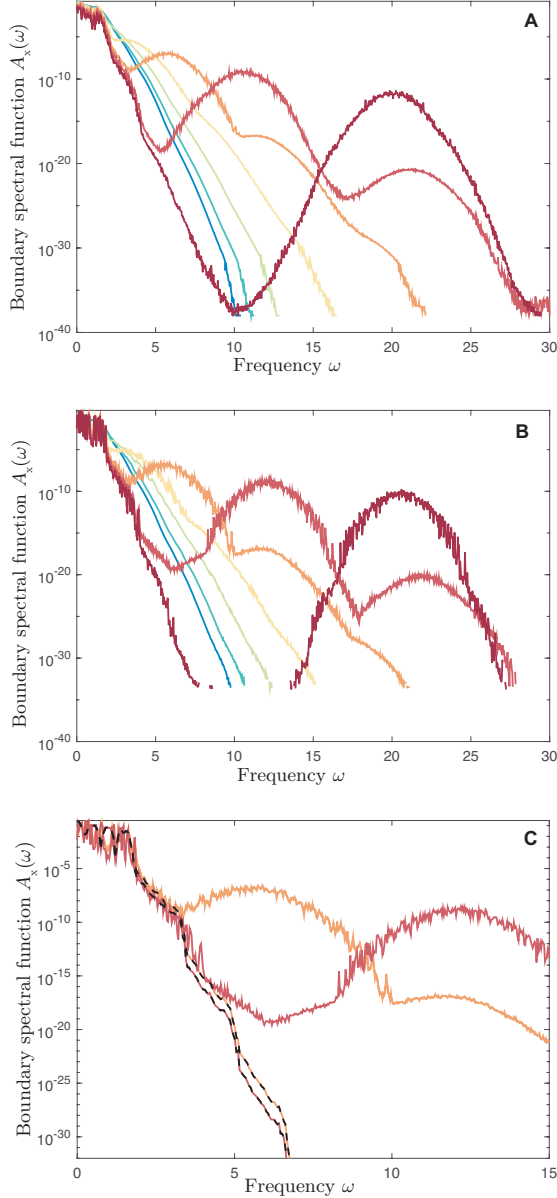 A
Boundary spectral function Aₓ(ω)
10⁻¹⁰
10⁻²⁰
10⁻³⁰
10⁻⁴⁰
0 5 10 15 20 25 30
Frequency ω
B
Boundary spectral function Aₓ(ω)
10⁻¹⁰
10⁻²⁰
10⁻³⁰
10⁻⁴⁰
0 5 10 15 20 25 30
Frequency ω
C
Boundary spectral function Aₓ(ω)
10⁻⁵
10⁻¹⁰
10⁻¹⁵
10⁻²⁰
10⁻²⁵
10⁻³⁰
0 5 10 15
Frequency ω